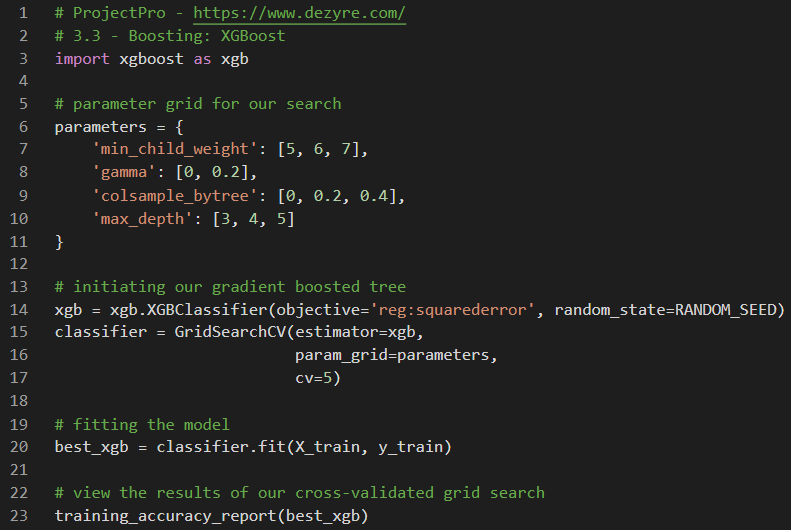 1 # ProjectPro - https://www.dezyre.com/
2 # 3.3 - Boosting: XGBoost
3 import xgboost as xgb
4
5 # parameter grid for our search
6 parameters = {
7     'min_child_weight': [5, 6, 7],
8     'gamma': [0, 0.2],
9     'colsample_bytree': [0, 0.2, 0.4],
10     'max_depth': [3, 4, 5]
11 }
12
13 # initiating our gradient boosted tree
14 xgb = xgb.XGBClassifier(objective='reg:squarederror', random_state=RANDOM_SEED)
15 classifier = GridSearchCV(estimator=xgb,
16                           param_grid=parameters,
17                           cv=5)
18
19 # fitting the model
20 best_xgb = classifier.fit(X_train, y_train)
21
22 # view the results of our cross-validated grid search
23 training_accuracy_report(best_xgb)